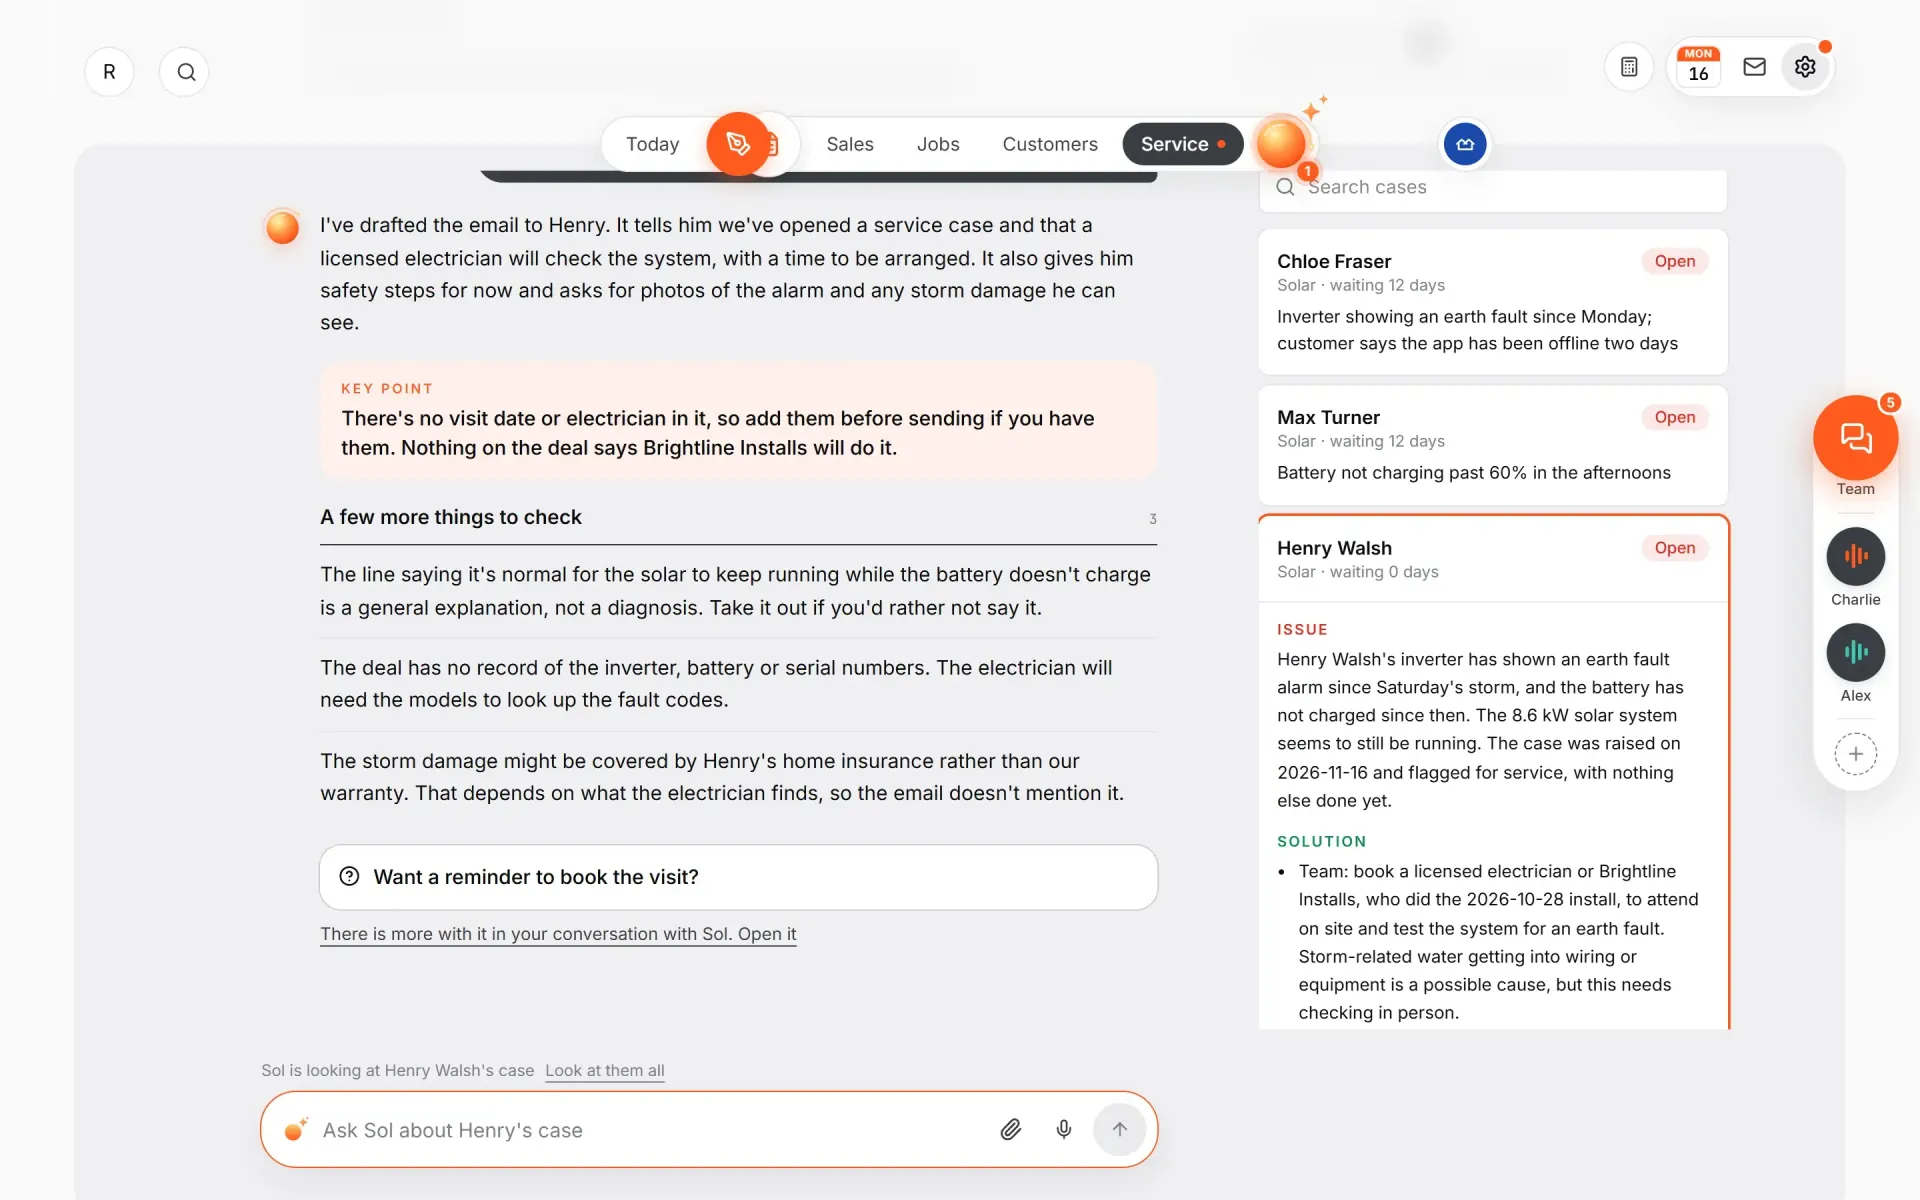 R
MON
16
Today
Sales
Jobs
Customers
Service
1
Search cases
I've drafted the email to Henry. It tells him we've opened a service case and that a
licensed electrician will check the system, with a time to be arranged. It also gives him
safety steps for now and asks for photos of the alarm and any storm damage he can
see.
KEY POINT
There's no visit date or electrician in it, so add them before sending if you have
them. Nothing on the deal says Brightline Installs will do it.
A few more things to check
3
The line saying it's normal for the solar to keep running while the battery doesn't charge
is a general explanation, not a diagnosis. Take it out if you'd rather not say it.
The deal has no record of the inverter, battery or serial numbers. The electrician will
need the models to look up the fault codes.
The storm damage might be covered by Henry's home insurance rather than our
warranty. That depends on what the electrician finds, so the email doesn't mention it.
Want a reminder to book the visit?
There is more with it in your conversation with Sol. Open it
Sol is looking at Henry Walsh's case Look at them all
Ask Sol about Henry's case
Chloe Fraser
Open
Solar · waiting 12 days
Inverter showing an earth fault since Monday;
customer says the app has been offline two days
Max Turner
Open
Solar · waiting 12 days
Battery not charging past 60% in the afternoons
Henry Walsh
Open
Solar · waiting 0 days
ISSUE
Henry Walsh's inverter has shown an earth fault
alarm since Saturday's storm, and the battery has
not charged since then. The 8.6 kW solar system
seems to still be running. The case was raised on
2026-11-16 and flagged for service, with nothing
else done yet.
SOLUTION
• Team: book a licensed electrician or Brightline
Installs, who did the 2026-10-28 install, to attend
on site and test the system for an earth fault.
Storm-related water getting into wiring or
equipment is a possible cause, but this needs
checking in person.
5
Team
Charlie
Alex